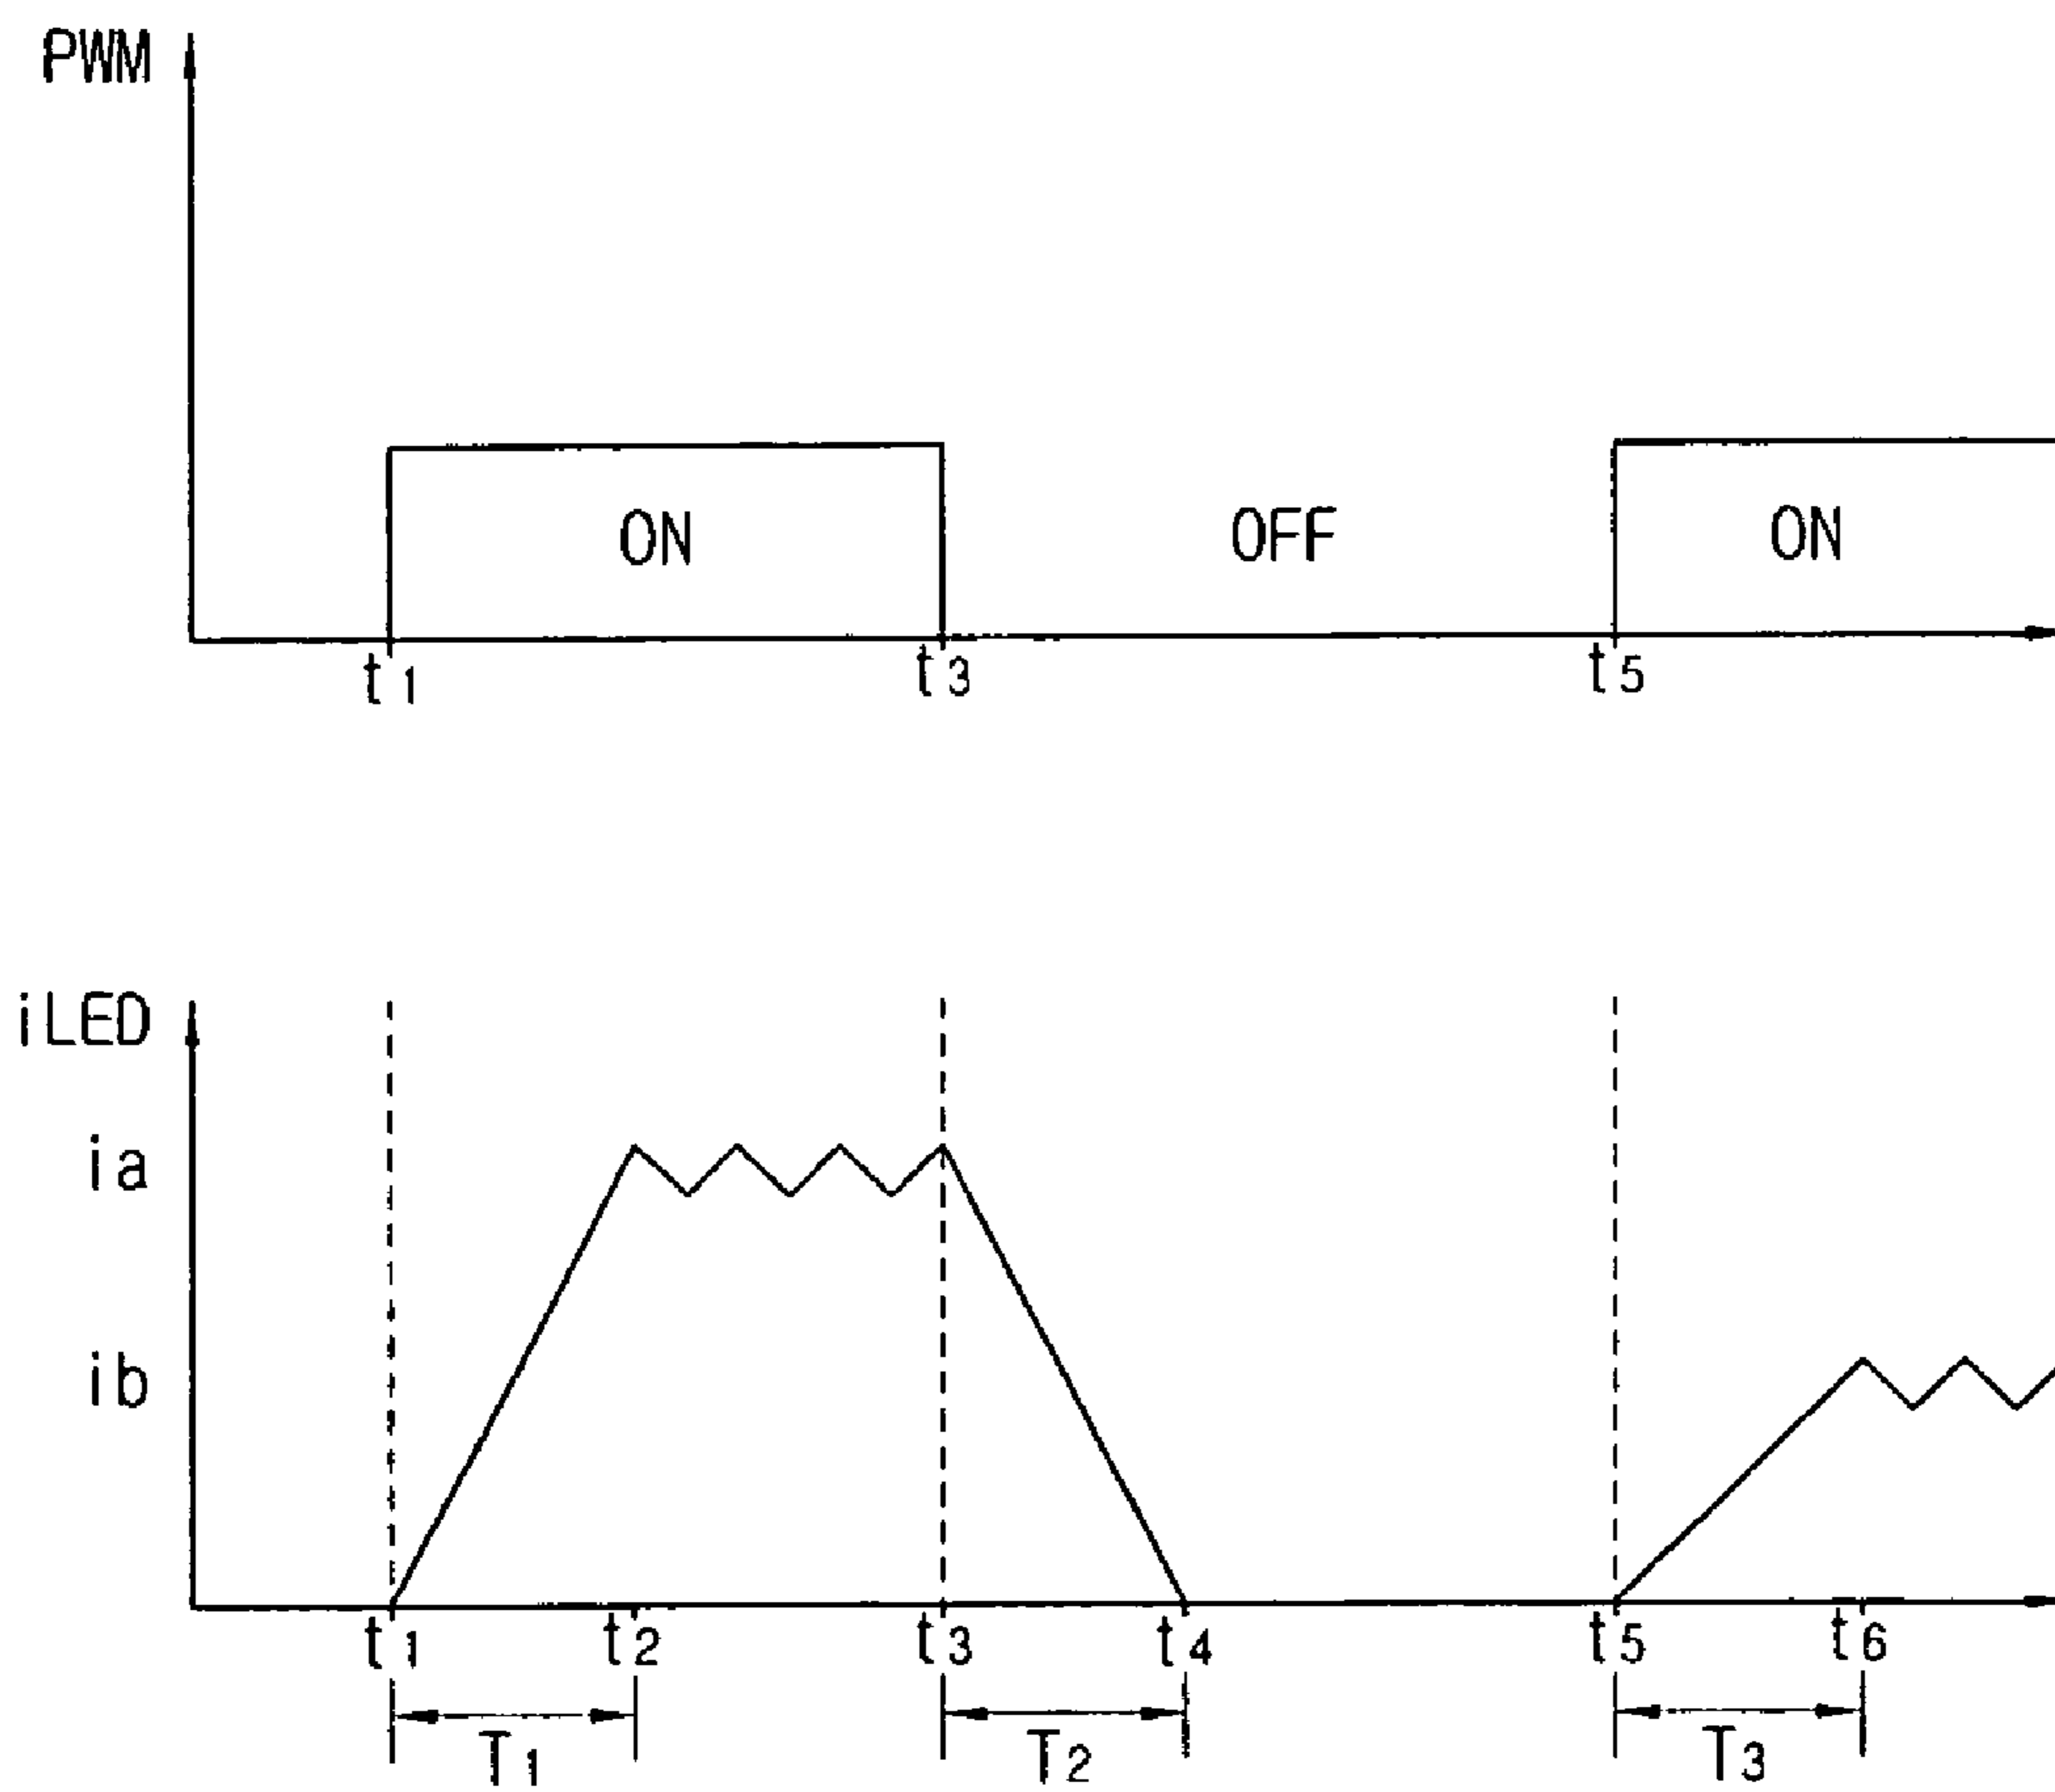 PWM
ON OFF ON
t1 t3 t5
iLED
ia
ib
t1 t2 t3 t4 t5 t6
T1 T2 T3